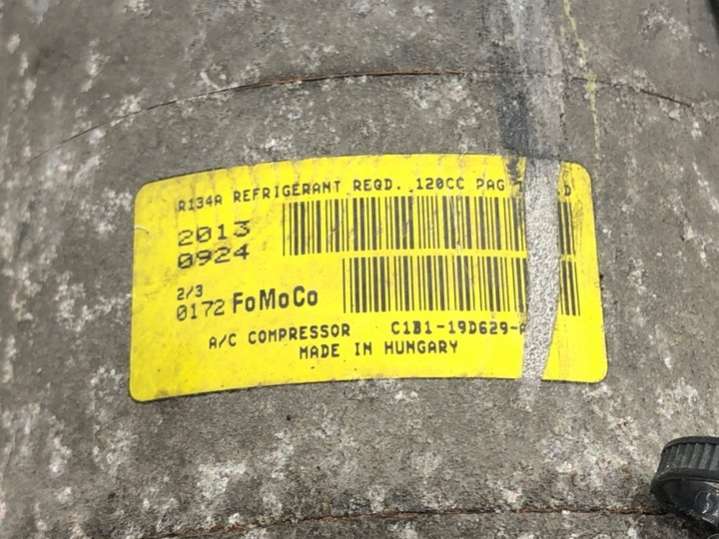 R134A REFRIGERANT REQD. 120CC PAG
2013
0924
2/3
0172 FoMoCo
A/C COMPRESSOR C1B1-19D629-A
MADE IN HUNGARY